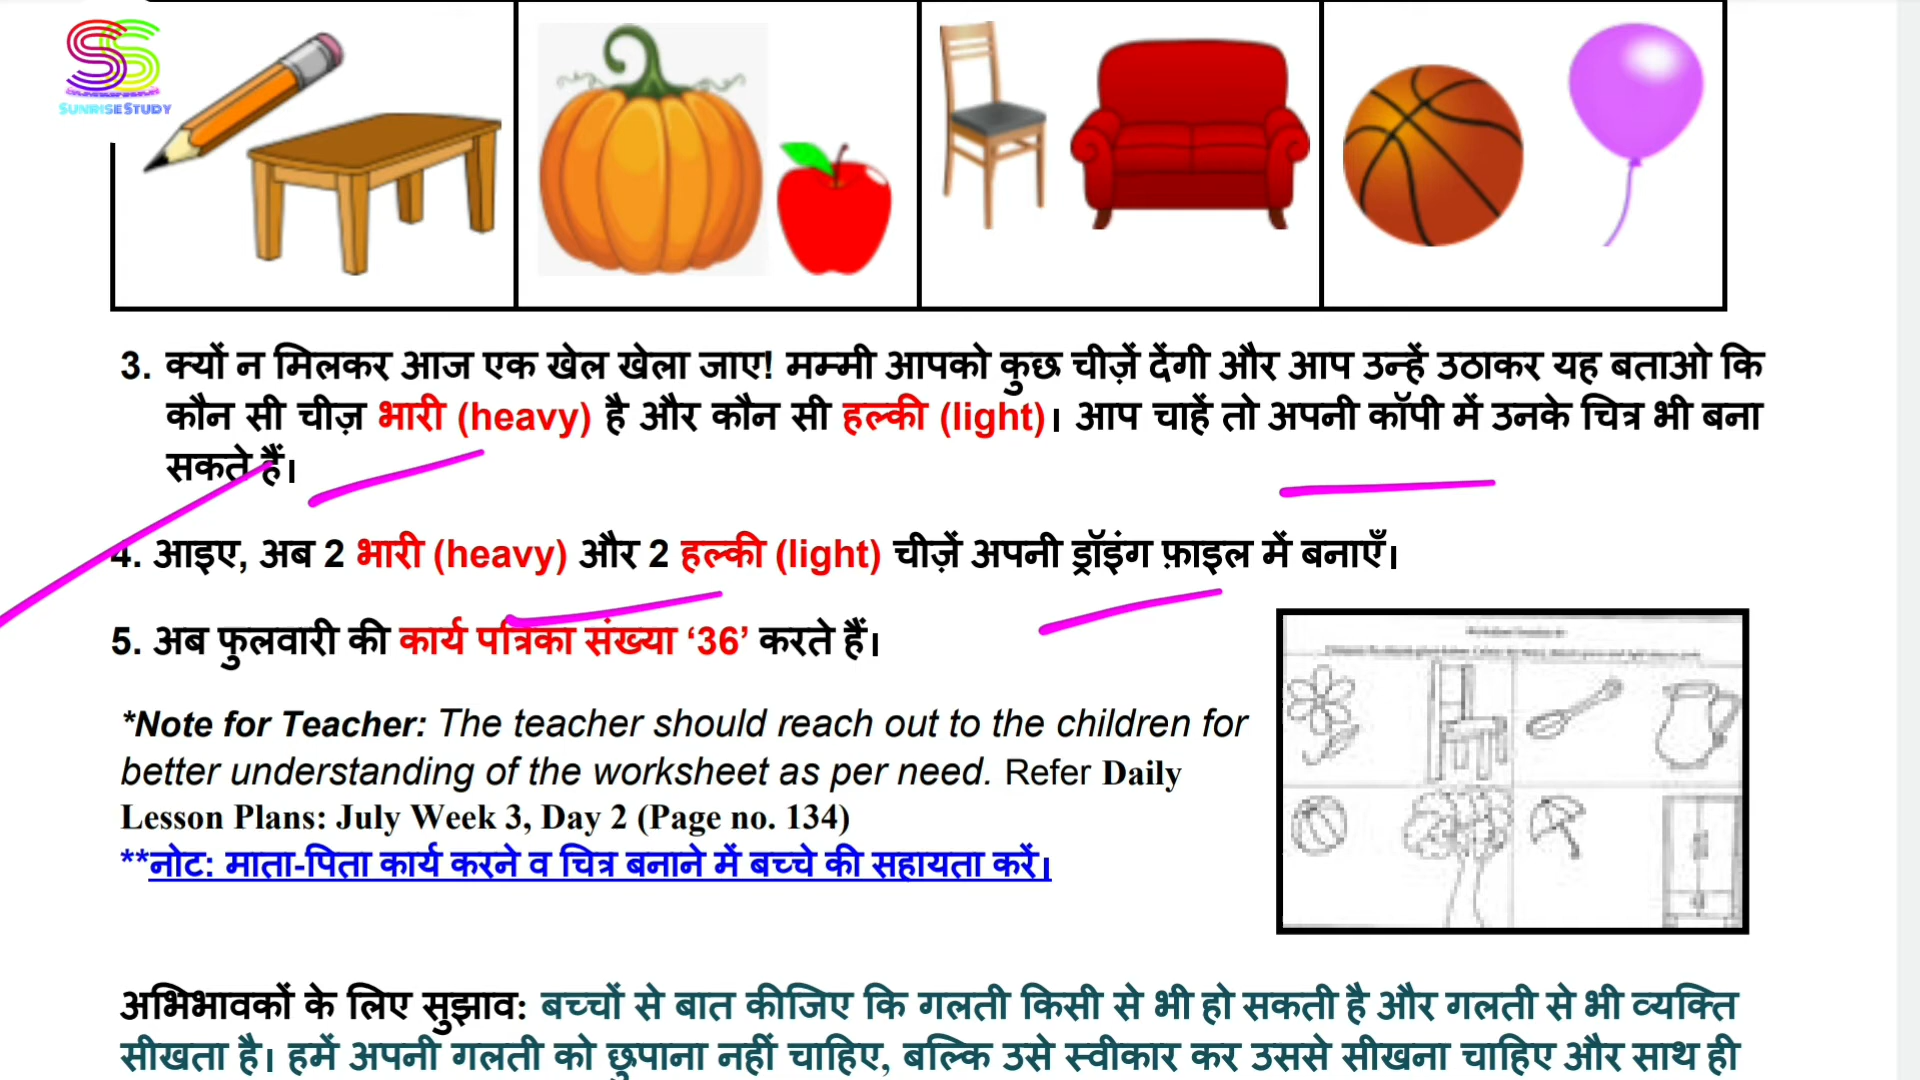 SS
SUNRISESTUDY
3. क्यों न मिलकर आज एक खेल खेला जाए! मम्मी आपको कुछ चीज़ें देंगी और आप उन्हें उठाकर यह बताओ कि
कौन सी चीज़ भारी (heavy) है और कौन सी हल्की (light)। आप चाहें तो अपनी कॉपी में उनके चित्र भी बना
सकते हैं।
4. आइए, अब 2 भारी (heavy) और 2 हल्की (light) चीज़ें अपनी ड्रॉइंग फ़ाइल में बनाएँ।
5. अब फुलवारी की कार्य पत्रिका संख्या ‘36’ करते हैं।
*Note for Teacher: The teacher should reach out to the children for
better understanding of the worksheet as per need. Refer Daily
Lesson Plans: July Week 3, Day 2 (Page no. 134)
**नोट: माता-पिता कार्य करने व चित्र बनाने में बच्चे की सहायता करें।
अभिभावकों के लिए सुझाव: बच्चों से बात कीजिए कि गलती किसी से भी हो सकती है और गलती से भी व्यक्ति
सीखता है। हमें अपनी गलती को छुपाना नहीं चाहिए, बल्कि उसे स्वीकार कर उससे सीखना चाहिए और साथ ही